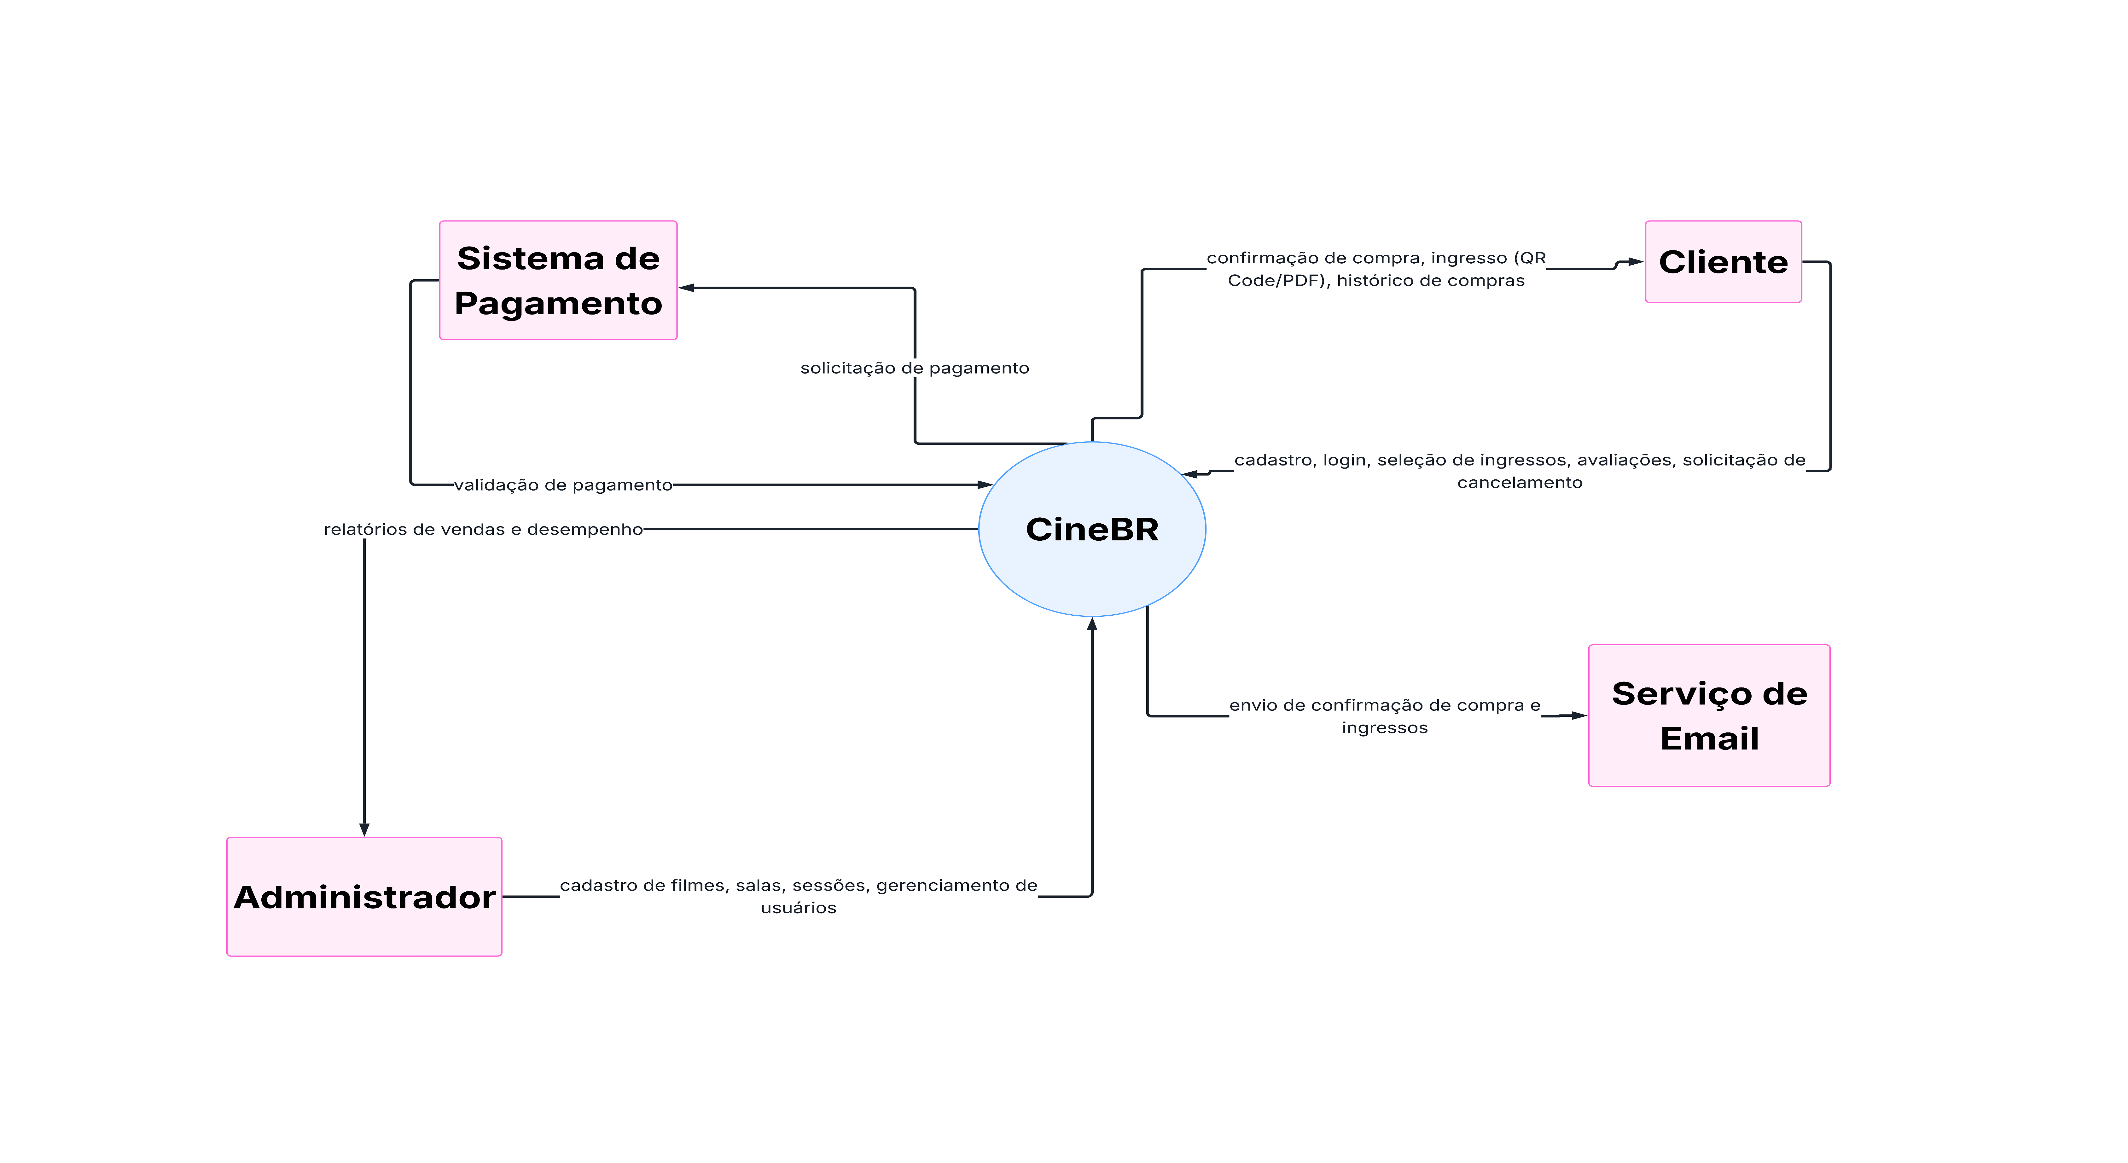 Sistema de
Pagamento
confirmação de compra, ingresso (QR
Code/PDF), histórico de compras
Cliente
solicitação de pagamento
cadastro, login, seleção de ingressos, avaliações, solicitação de
cancelamento
validação de pagamento
relatórios de vendas e desempenho
CineBR
envio de confirmação de compra e
ingressos
Serviço de
Email
Administrador
cadastro de filmes, salas, sessões, gerenciamento de
usuários